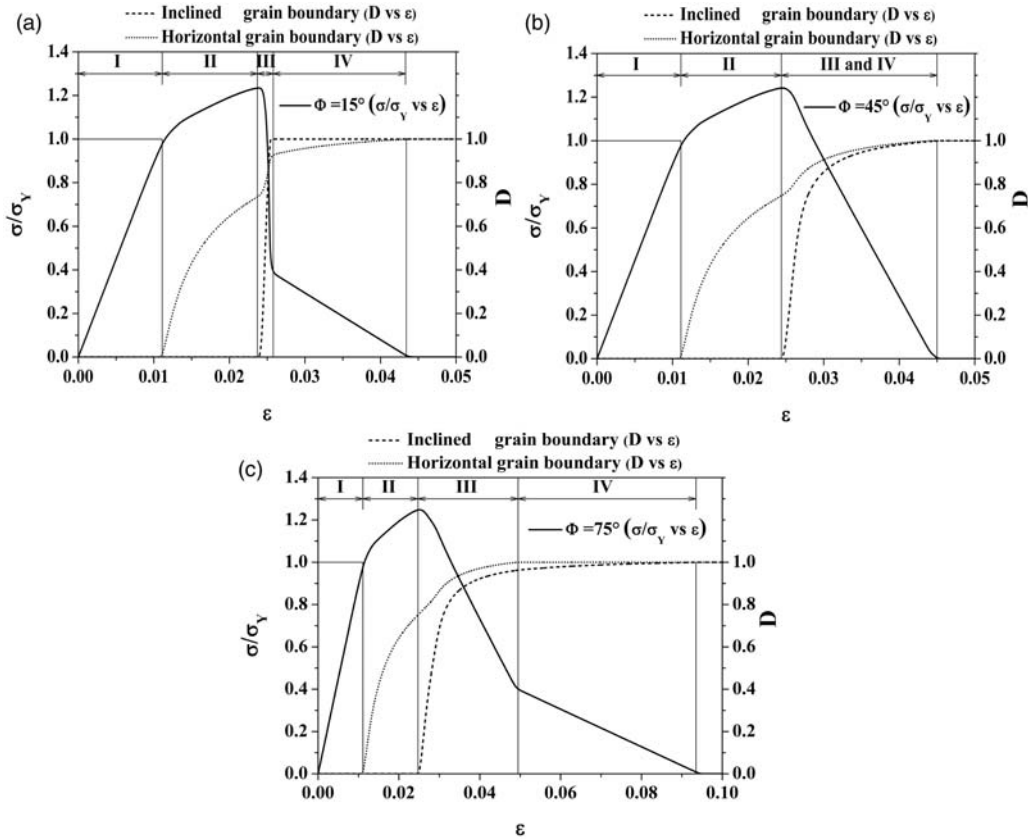 (a)
Inclined grain boundary (D vs ε)
Horizontal grain boundary (D vs ε)
1.4
I II III IV
1.2
Φ =15° (σ/σY vs ε)
1.0 1.0
0.8 0.8
σ/σY D
0.6 0.6
0.4 0.4
0.2 0.2
0.0 0.0
0.00 0.01 0.02 0.03 0.04 0.05
ε
(b)
Inclined grain boundary (D vs ε)
Horizontal grain boundary (D vs ε)
1.4
I II III and IV
1.2
Φ =45° (σ/σY vs ε)
1.0 1.0
0.8 0.8
σ/σY D
0.6 0.6
0.4 0.4
0.2 0.2
0.0 0.0
0.00 0.01 0.02 0.03 0.04 0.05
ε
(c)
Inclined grain boundary (D vs ε)
Horizontal grain boundary (D vs ε)
1.4
I II III IV
1.2
Φ =75° (σ/σY vs ε)
1.0 1.0
0.8 0.8
σ/σY D
0.6 0.6
0.4 0.4
0.2 0.2
0.0 0.0
0.00 0.02 0.04 0.06 0.08 0.10
ε